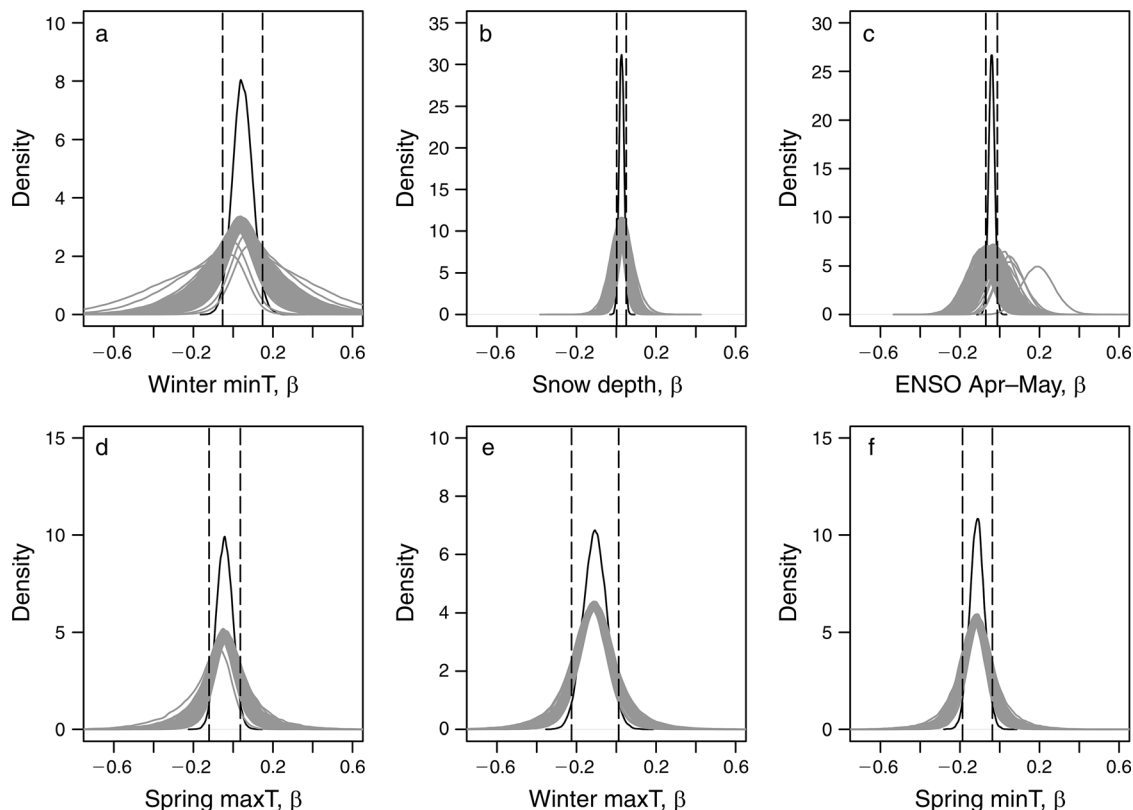 a
10
8
6
4
2
0
Density
−0.6 −0.2 0.2 0.6
Winter minT, β
b
35
30
25
20
15
10
5
0
Density
−0.6 −0.2 0.2 0.6
Snow depth, β
c
30
25
20
15
10
5
0
Density
−0.6 −0.2 0.2 0.6
ENSO Apr–May, β
d
15
10
5
0
Density
−0.6 −0.2 0.2 0.6
Spring maxT, β
e
10
8
6
4
2
0
Density
−0.6 −0.2 0.2 0.6
Winter maxT, β
f
15
10
5
0
Density
−0.6 −0.2 0.2 0.6
Spring minT, β